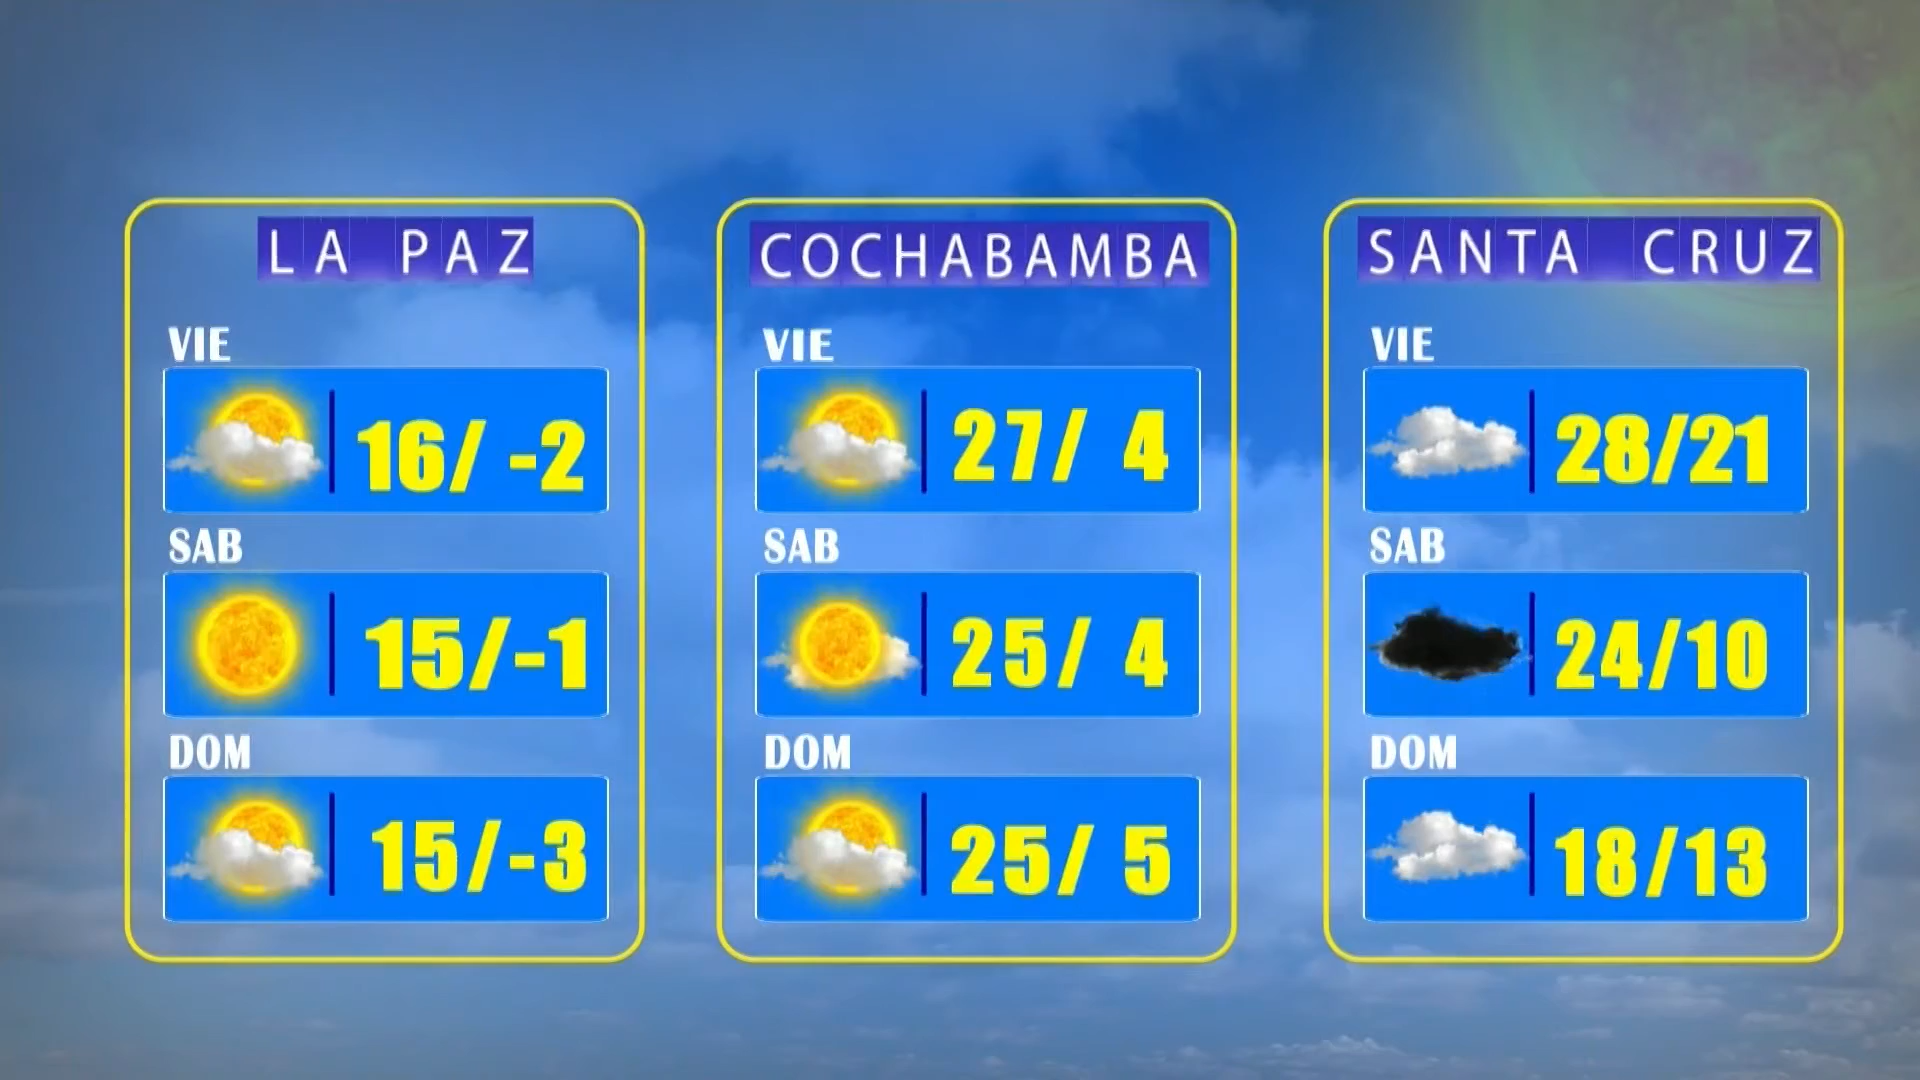 LA PAZ
VIE
16/ -2
SAB
15/-1
DOM
15/-3
COCHABAMBA
VIE
27/ 4
SAB
25/ 4
DOM
25/ 5
SANTA CRUZ
VIE
28/21
SAB
24/10
DOM
18/13